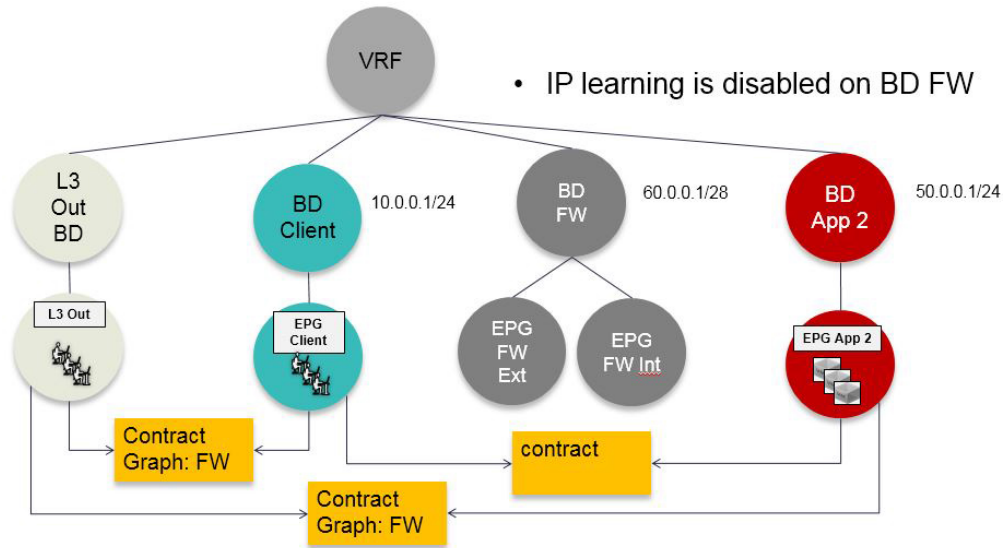 VRF
• IP learning is disabled on BD FW
L3
Out
BD
BD
Client
10.0.0.1/24
BD
FW
60.0.0.1/28
BD
App 2
50.0.0.1/24
L3 Out
EPG
Client
EPG
FW
Ext
EPG
FW Int
EPG App 2
Contract
Graph: FW
contract
Contract
Graph: FW